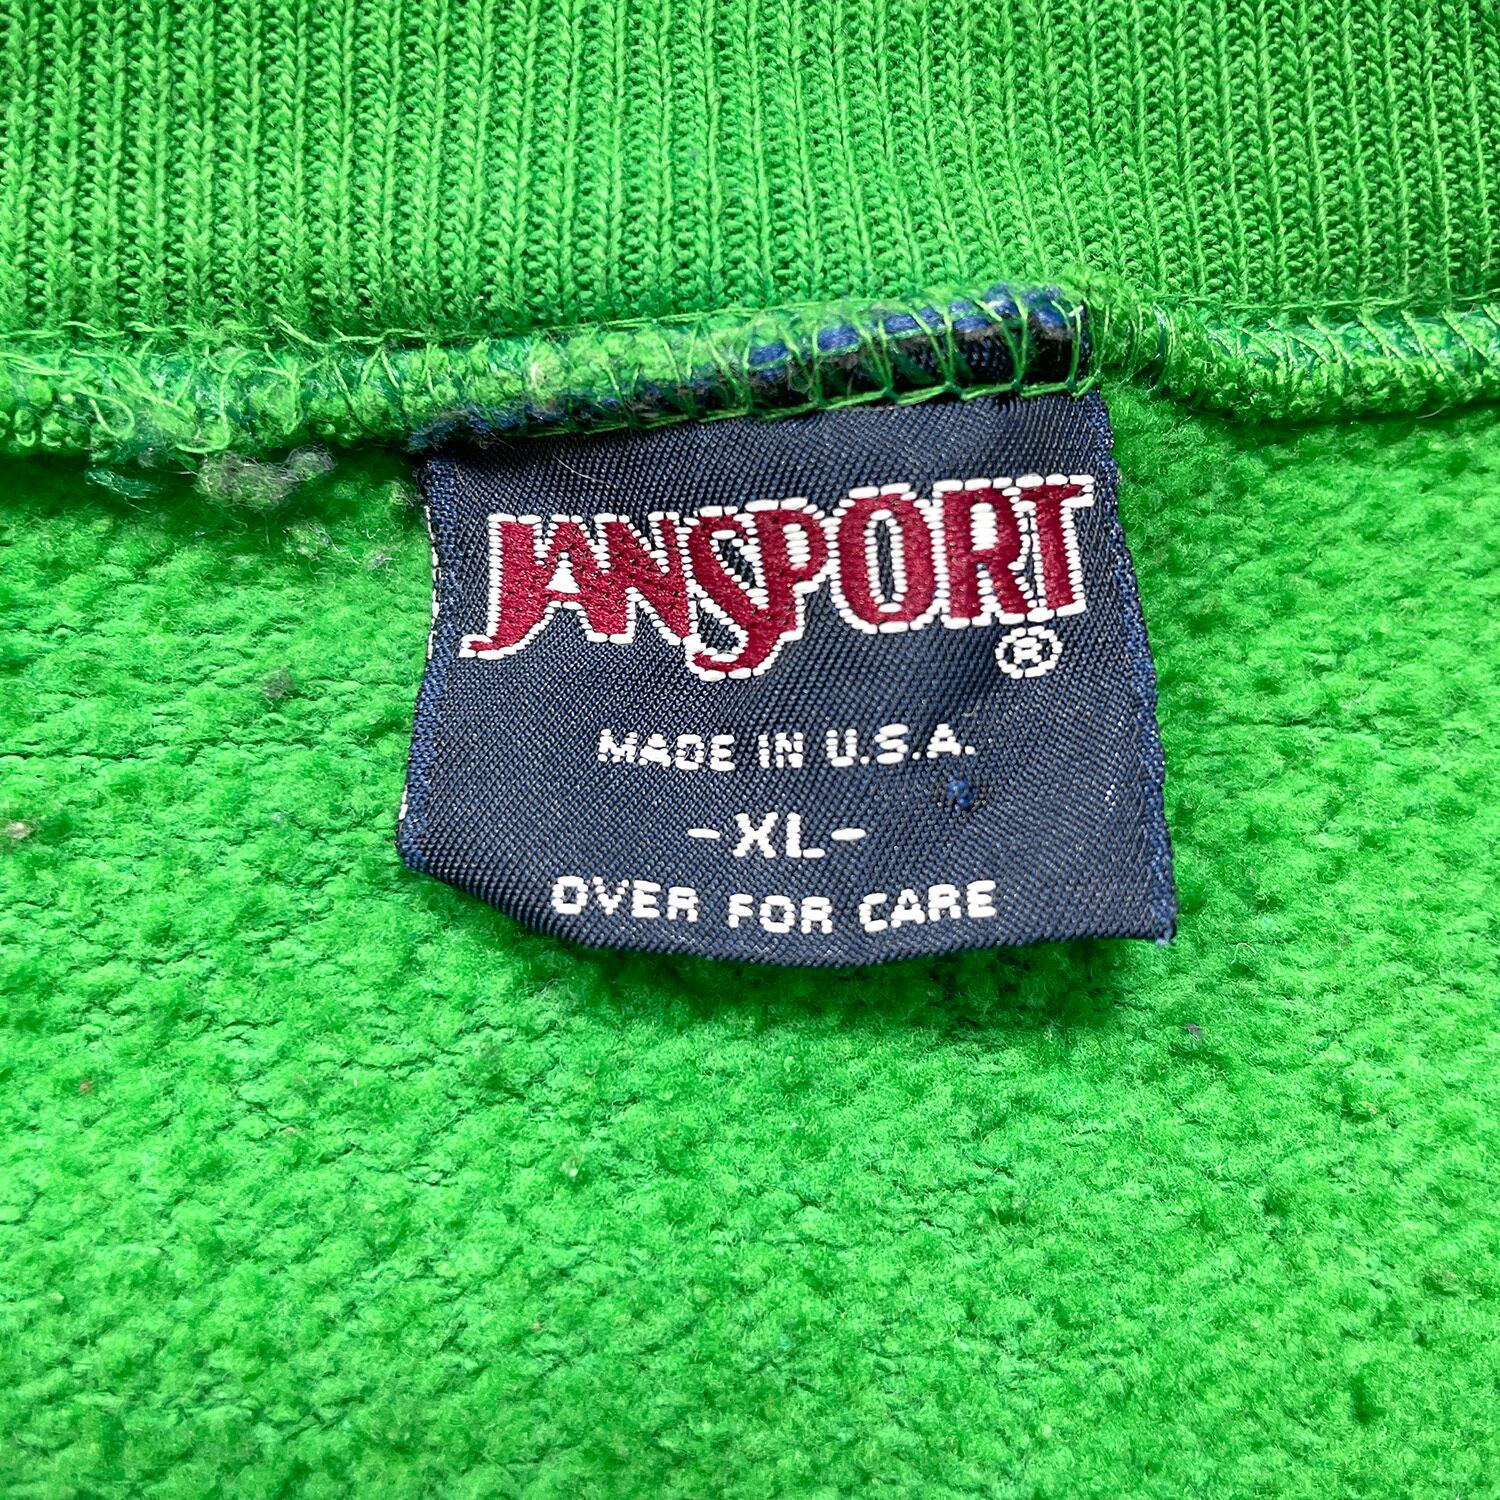 JANSPORT
®
MADE IN U.S.A.
-XL-
OVER FOR CARE